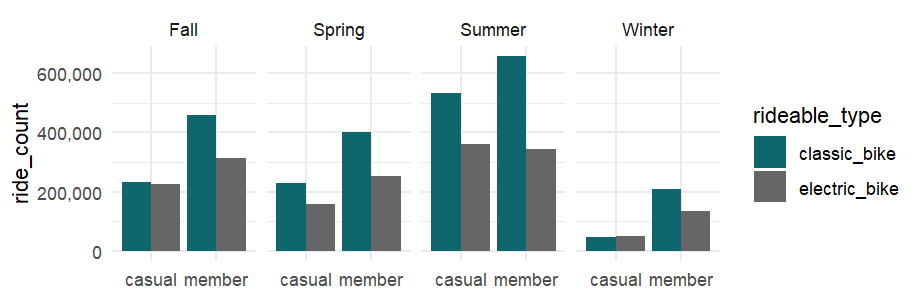 Fall Spring Summer Winter
600,000
400,000
200,000
0
ride_count
casual member casual member casual member casual member
rideable_type
classic_bike
electric_bike